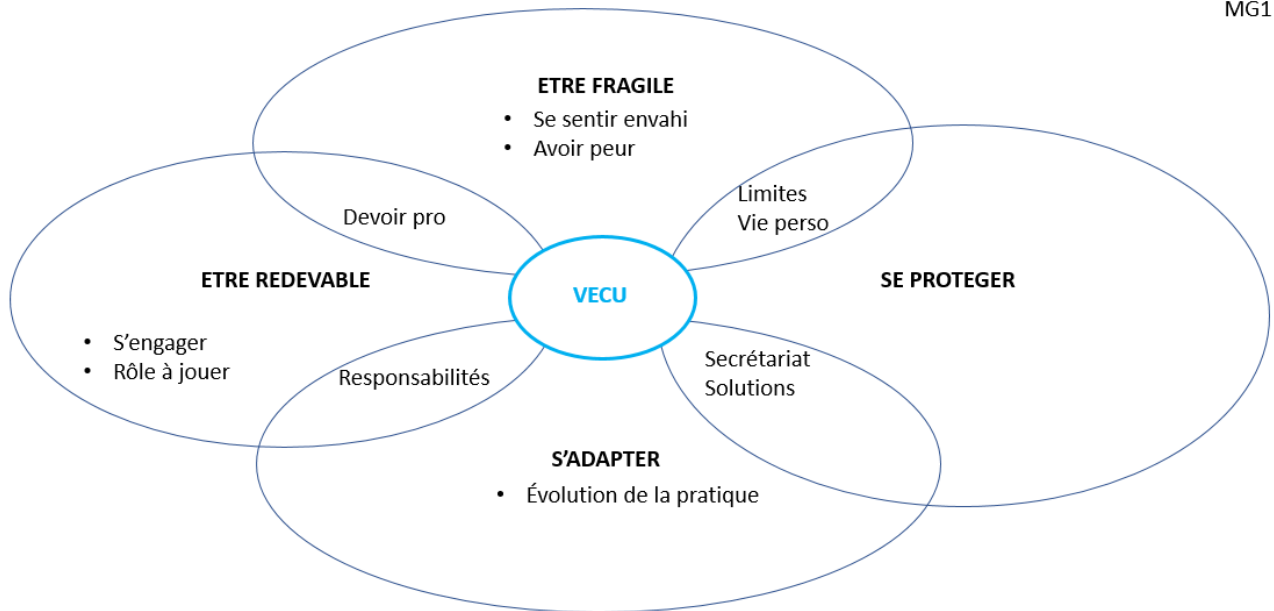 MG1
ETRE FRAGILE
• Se sentir envahi
• Avoir peur
Limites
Vie perso
Devoir pro
ETRE REDEVABLE
VECU
SE PROTEGER
• S’engager
• Rôle à jouer
Responsabilités
Secrétariat
Solutions
S’ADAPTER
• Évolution de la pratique